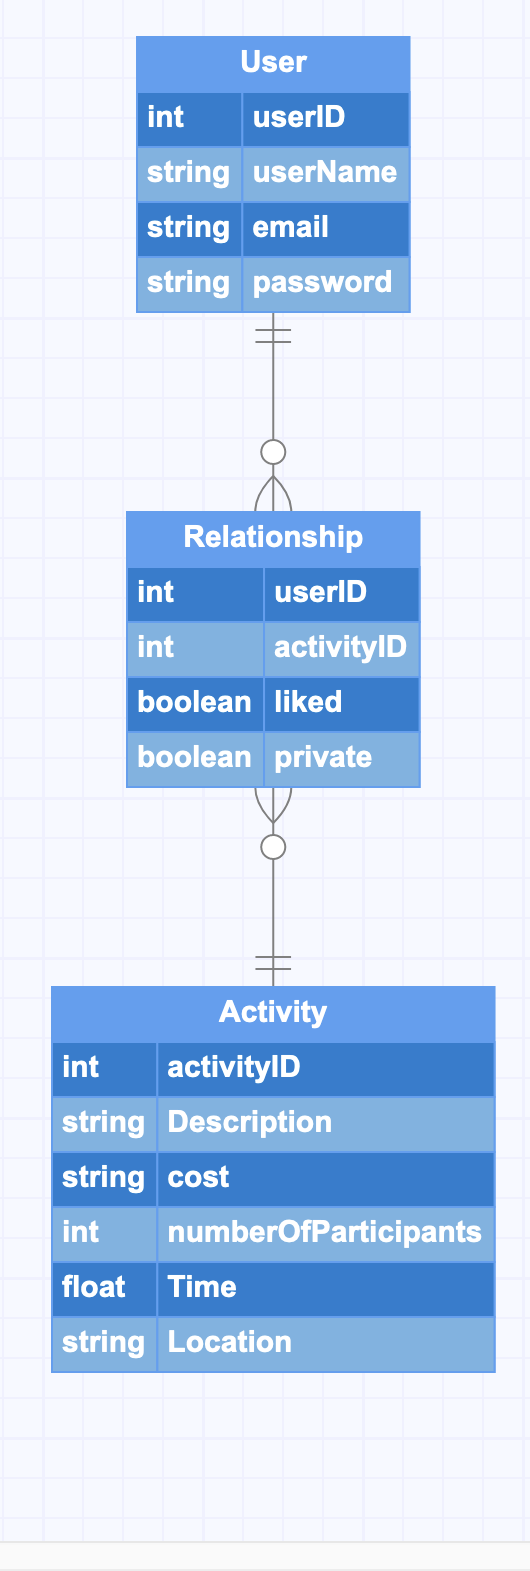 User
int userID
string userName
string email
string password
Relationship
int userID
int activityID
boolean liked
boolean private
Activity
int activityID
string Description
string cost
int numberOfParticipants
float Time
string Location